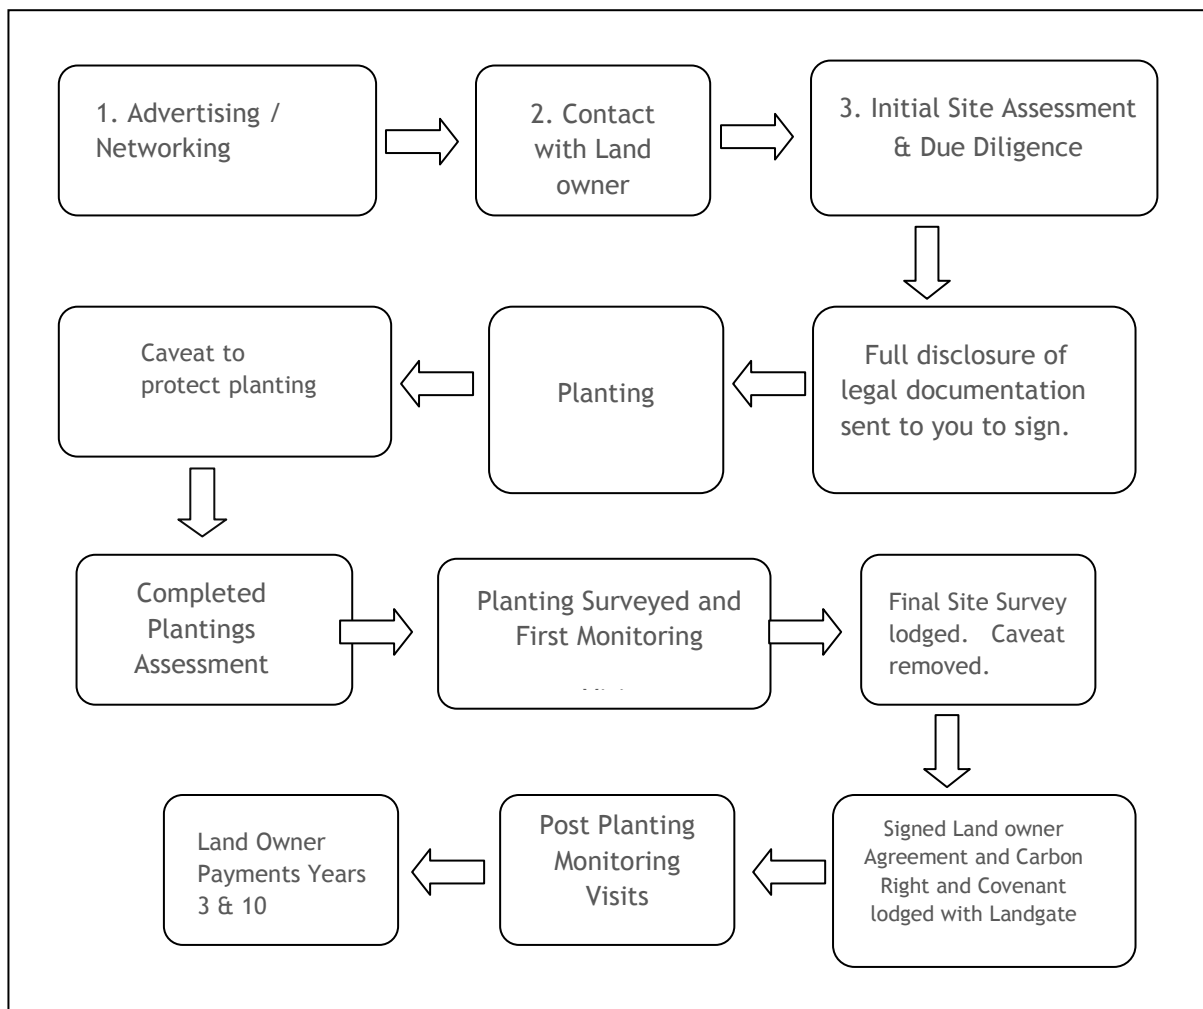 1. Advertising /
Networking
2. Contact
with Land
owner
3. Initial Site Assessment
& Due Diligence
Full disclosure of
legal documentation
sent to you to sign.
Planting
Caveat to
protect planting
Completed
Plantings
Assessment
Planting Surveyed and
First Monitoring
Final Site Survey
lodged. Caveat
removed.
Signed Land owner
Agreement and Carbon
Right and Covenant
lodged with Landgate
Post Planting
Monitoring
Visits
Land Owner
Payments Years
3 & 10